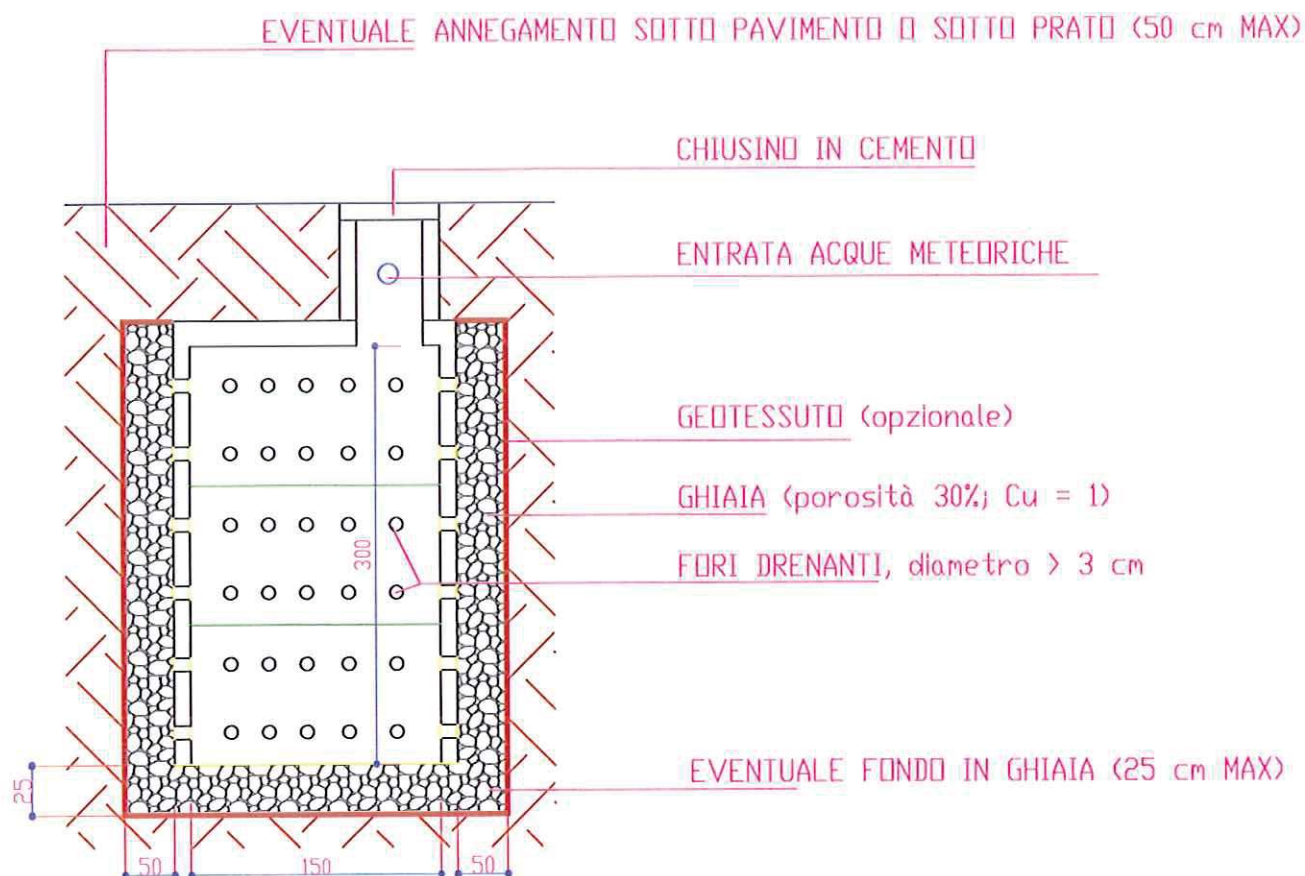 EVENTUALE ANNEGAMENTO SOTTO PAVIMENTO O SOTTO PRATO (50 cm MAX)
CHIUSINO IN CEMENTO
ENTRATA ACQUE METEORICHE
GEOTESSUTO (opzionale)
GHIAIA (porosità 30%; Cu = 1)
300
FORI DRENANTI, diametro > 3 cm
EVENTUALE FONDO IN GHIAIA (25 cm MAX)
25
50
150
50